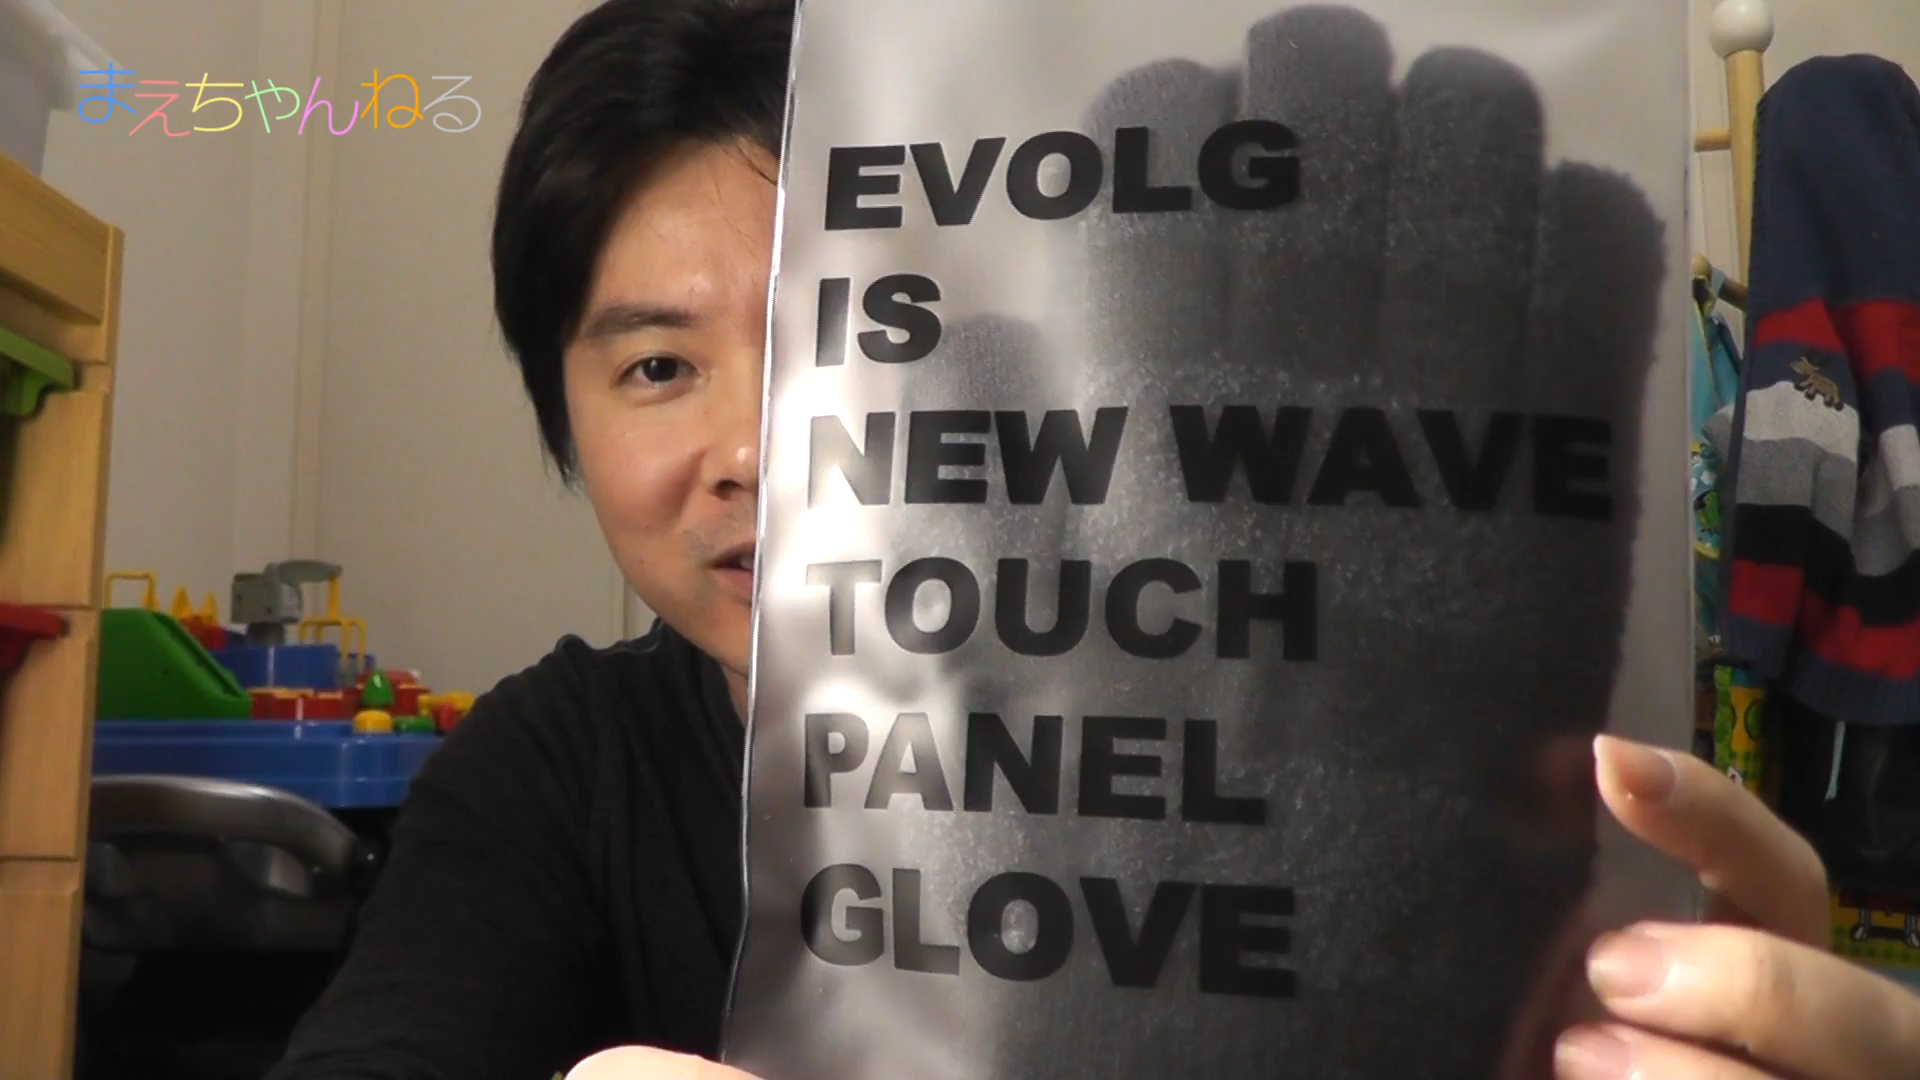 まえちゃんねる
EVOLG
IS
NEW WAVE
TOUCH
PANEL
GLOVE